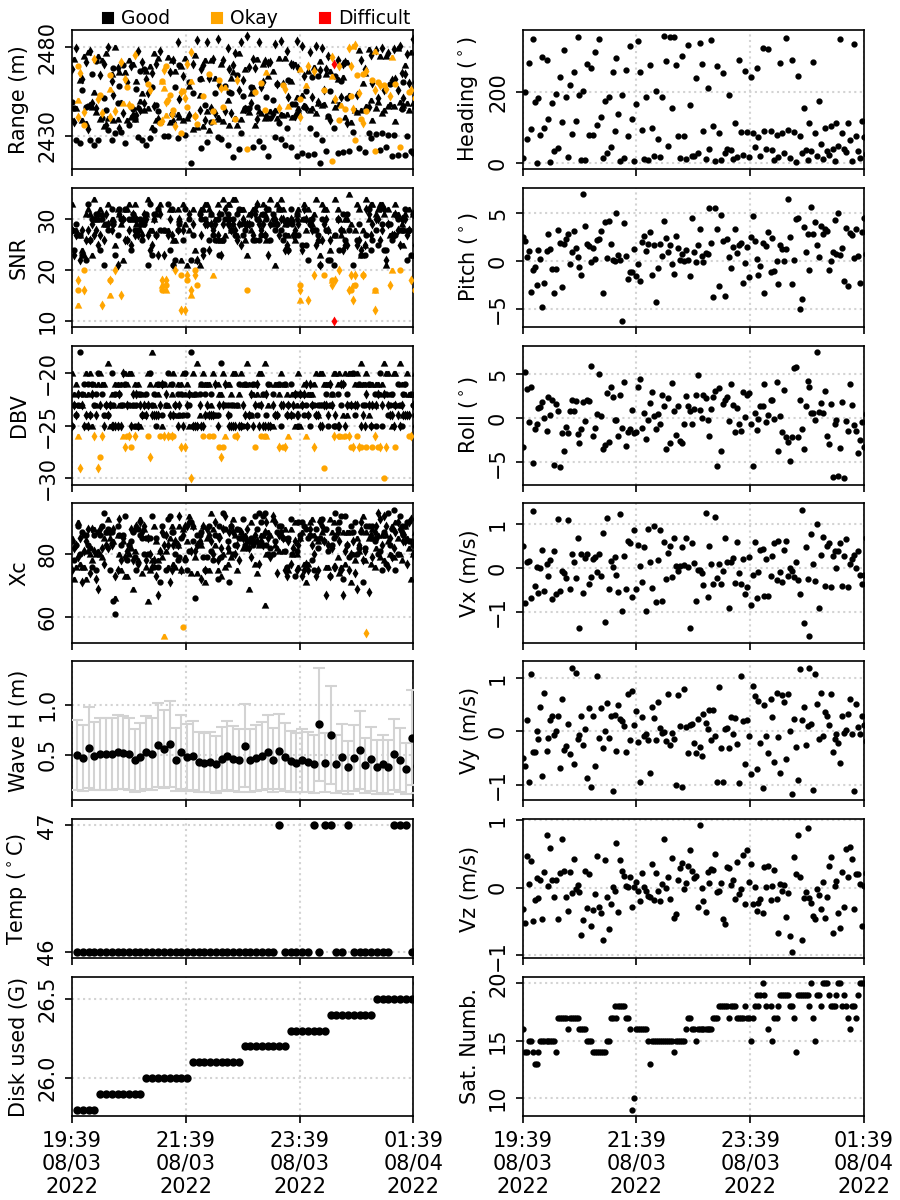 Good Okay Difficult
Range (m)
2480
2430
Heading (°)
200
0
SNR
30
20
10
Pitch (°)
5
0
−5
DBV
−20
−25
−30
Roll (°)
5
0
−5
Xc
80
60
Vx (m/s)
1
0
−1
Wave H (m)
1.0
0.5
Vy (m/s)
1
0
−1
Temp (°C)
47
46
Vz (m/s)
1
0
−1
Disk used (G)
26.5
26.0
Sat. Numb.
20
15
10
19:39 21:39 23:39 01:39
08/03 08/03 08/03 08/04
2022 2022 2022 2022
19:39 21:39 23:39 01:39
08/03 08/03 08/03 08/04
2022 2022 2022 2022